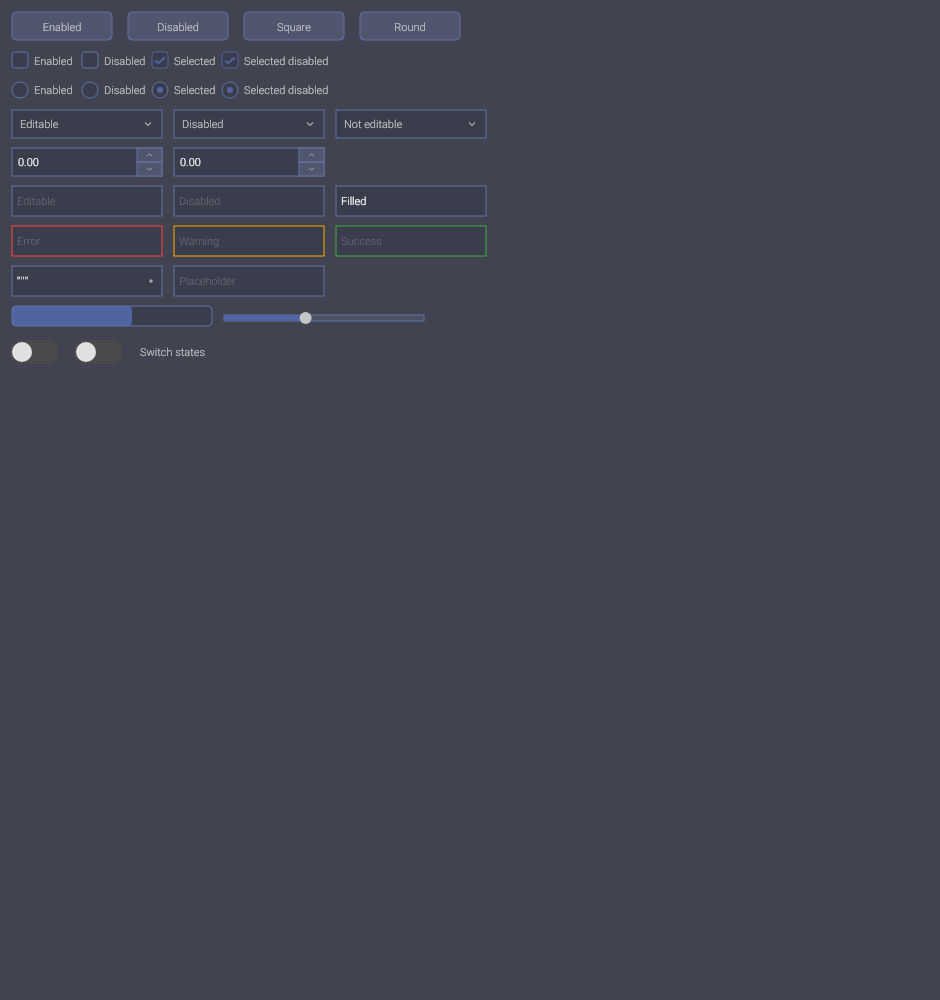 Enabled Disabled Square Round
Enabled Disabled Selected Selected disabled
Enabled Disabled Selected Selected disabled
Editable Disabled Not editable
0.00 0.00
Editable Disabled Filled
Error Warning Success
Placeholder
Switch states